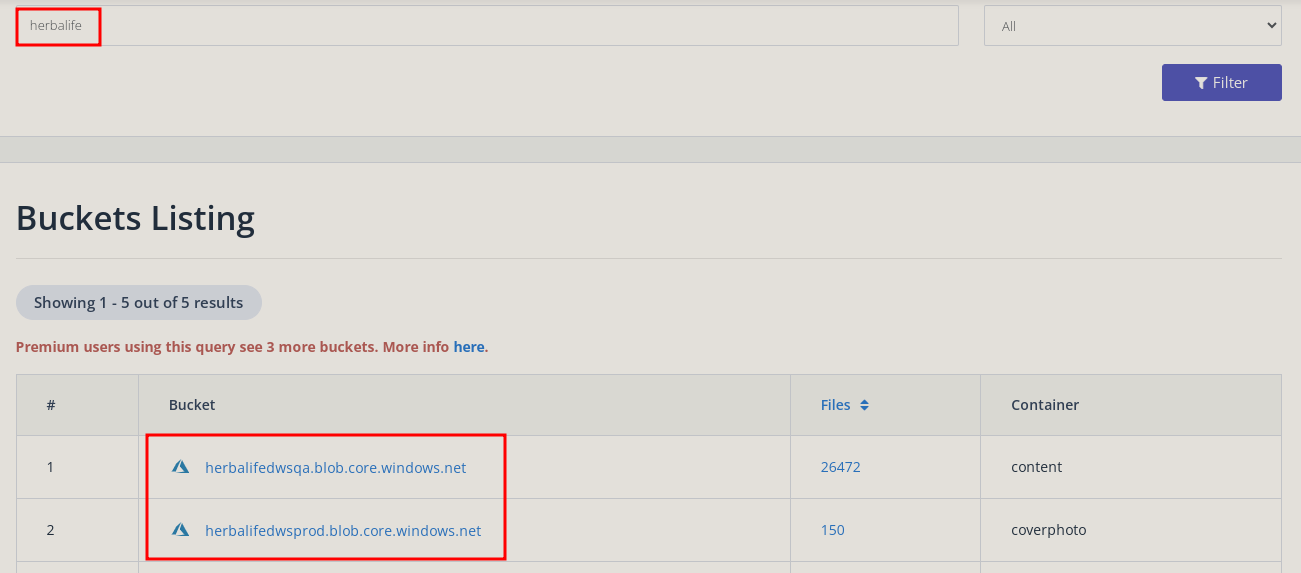 herbalife
All
Filter
Buckets Listing
Showing 1 - 5 out of 5 results
Premium users using this query see 3 more buckets. More info here.
# Bucket Files Container
1 herbalifedwsqa.blob.core.windows.net 26472 content
2 herbalifedwsprod.blob.core.windows.net 150 coverphoto